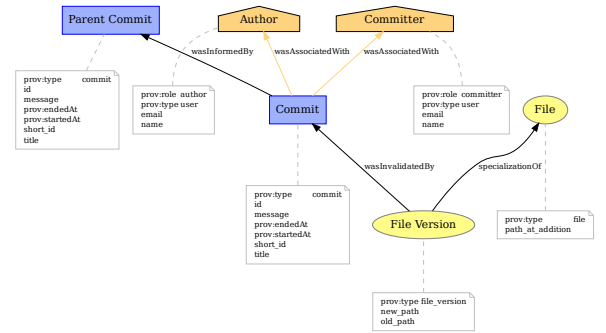 Parent Commit
Author
Committer
wasInformedBy
wasAssociatedWith
wasAssociatedWith
prov:type commit
id
message
prov:endedAt
prov:startedAt
short_id
title
prov:role author
prov:type user
email
name
prov:role committer
prov:type user
email
name
Commit
File
wasInvalidatedBy
specializationOf
prov:type commit
id
message
prov:endedAt
prov:startedAt
short_id
title
File Version
prov:type file
path_at_addition
prov:type file_version
new_path
old_path